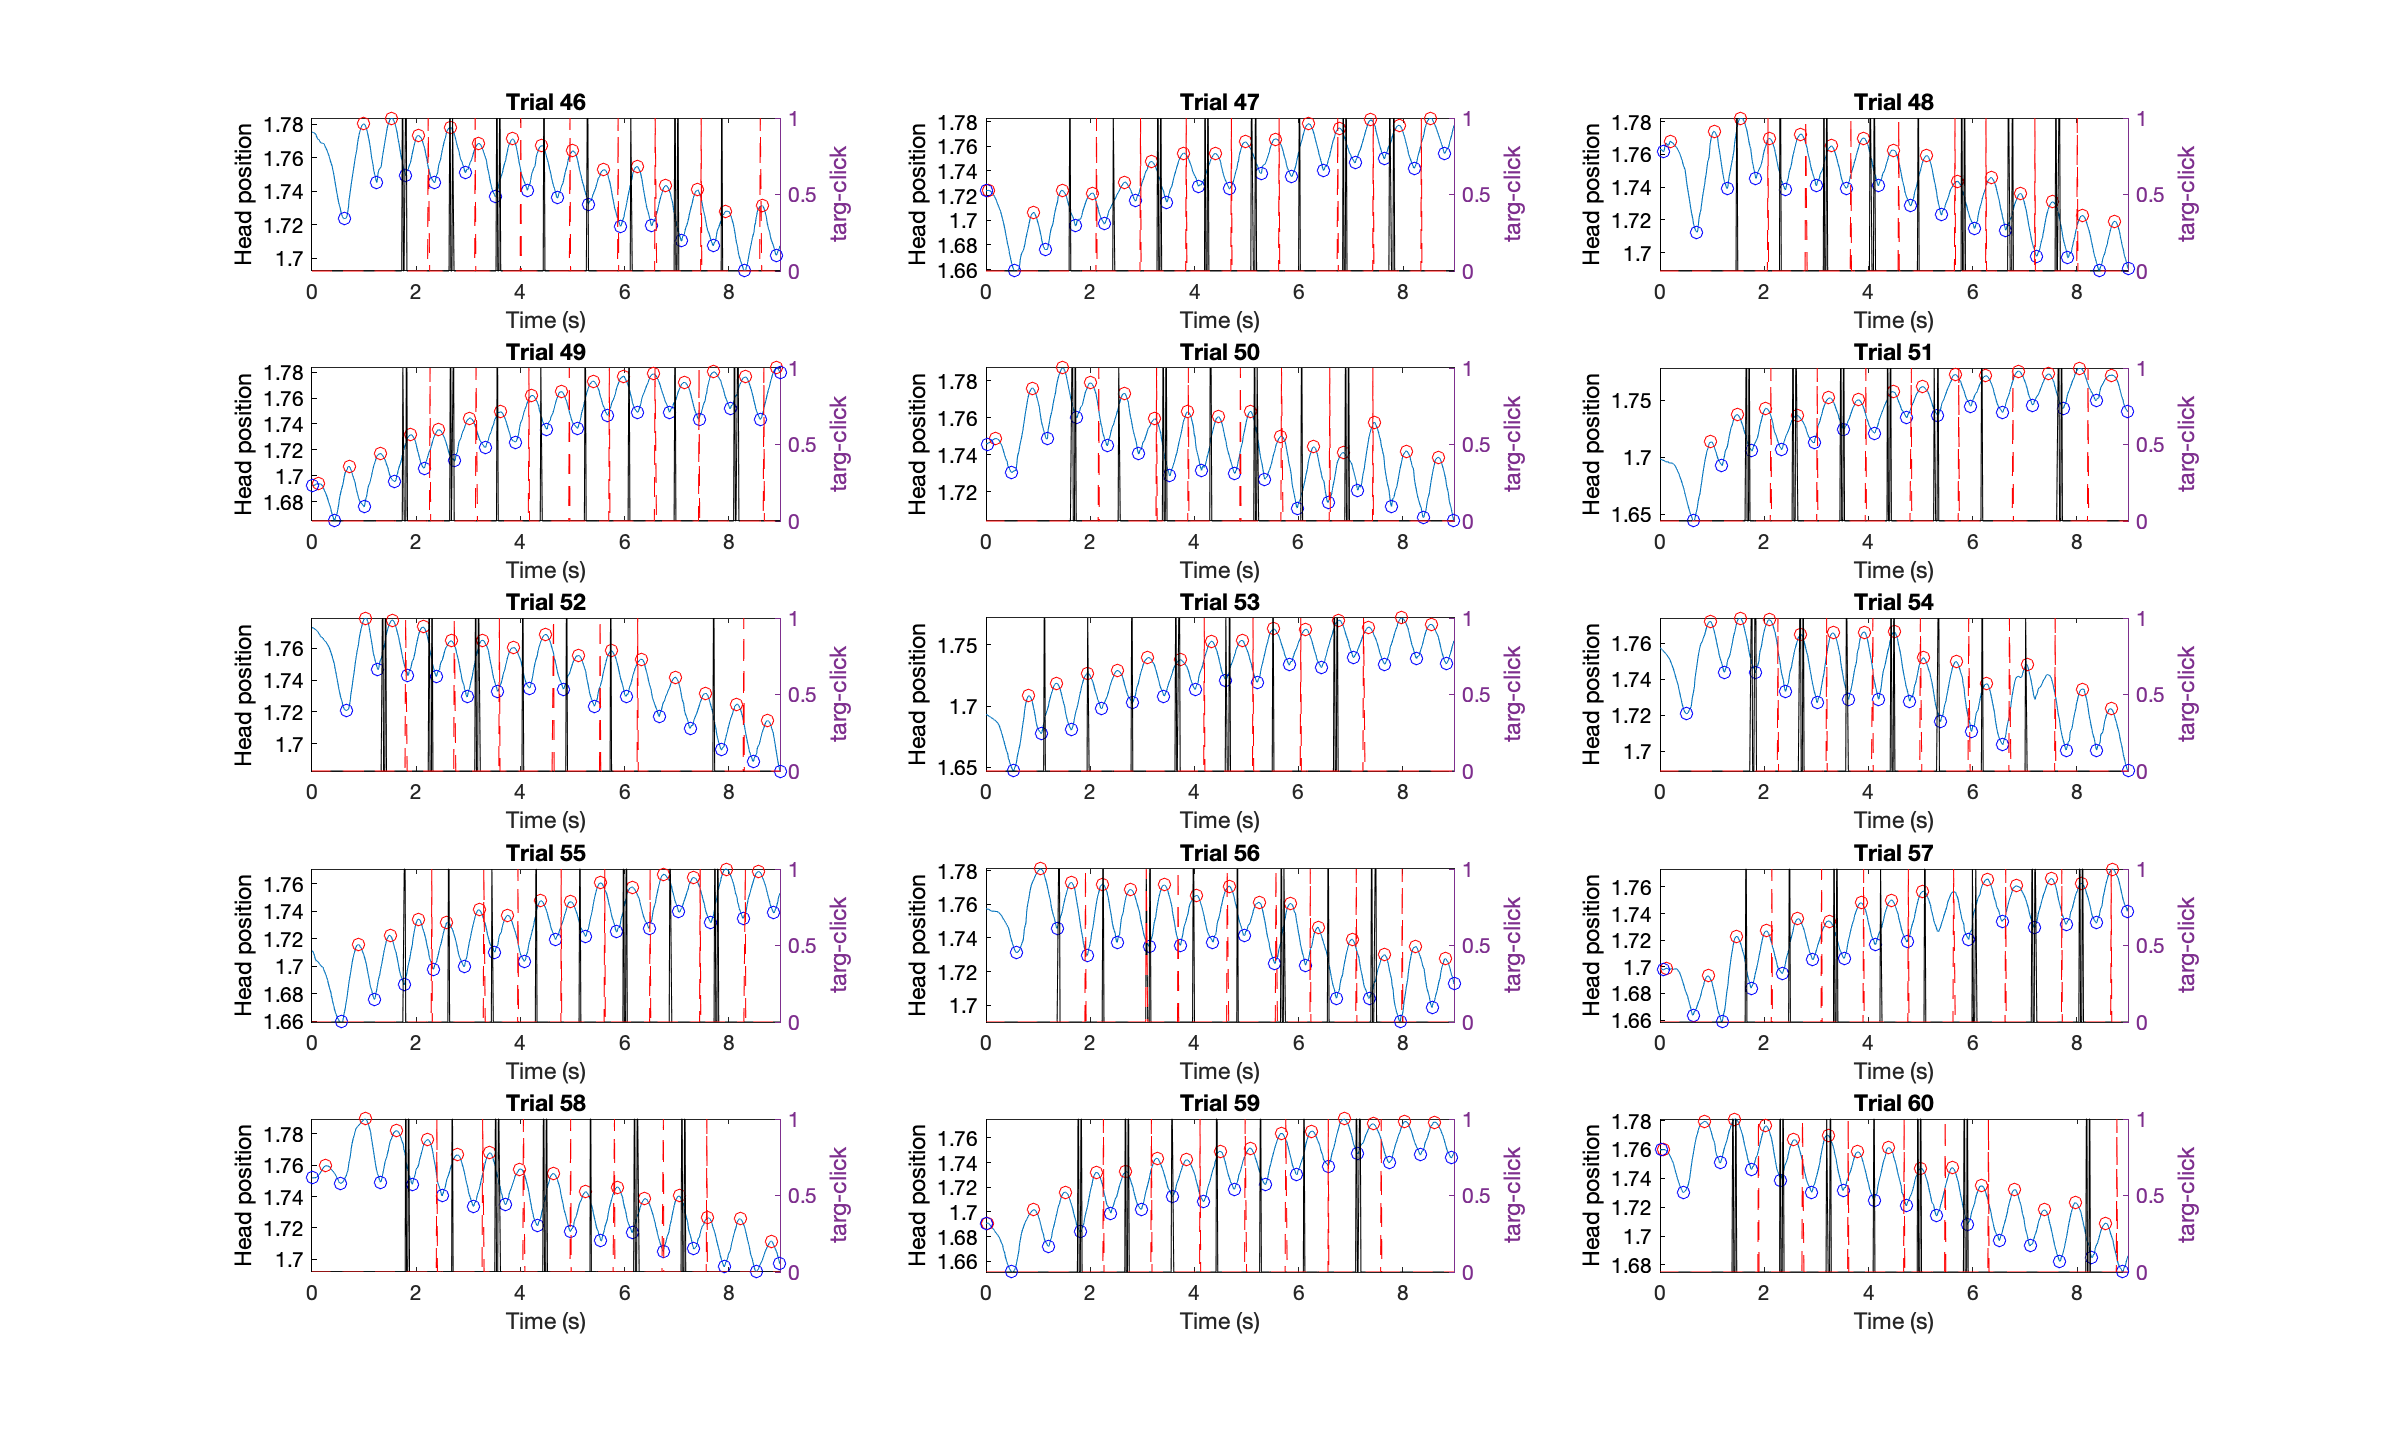 Trial 46
Head position
1.78
1.76
1.74
1.72
1.7
0 2 4 6 8
Time (s)
1
0.5
0
targ-click
Trial 47
Head position
1.78
1.76
1.74
1.72
1.7
1.68
1.66
0 2 4 6 8
Time (s)
1
0.5
0
targ-click
Trial 48
Head position
1.78
1.76
1.74
1.72
1.7
0 2 4 6 8
Time (s)
1
0.5
0
targ-click
Trial 49
Head position
1.78
1.76
1.74
1.72
1.7
1.68
0 2 4 6 8
Time (s)
1
0.5
0
targ-click
Trial 50
Head position
1.78
1.76
1.74
1.72
0 2 4 6 8
Time (s)
1
0.5
0
targ-click
Trial 51
Head position
1.75
1.7
1.65
0 2 4 6 8
Time (s)
1
0.5
0
targ-click
Trial 52
Head position
1.76
1.74
1.72
1.7
0 2 4 6 8
Time (s)
1
0.5
0
targ-click
Trial 53
Head position
1.75
1.7
1.65
0 2 4 6 8
Time (s)
1
0.5
0
targ-click
Trial 54
Head position
1.76
1.74
1.72
1.7
0 2 4 6 8
Time (s)
1
0.5
0
targ-click
Trial 55
Head position
1.76
1.74
1.72
1.7
1.68
1.66
0 2 4 6 8
Time (s)
1
0.5
0
targ-click
Trial 56
Head position
1.78
1.76
1.74
1.72
1.7
0 2 4 6 8
Time (s)
1
0.5
0
targ-click
Trial 57
Head position
1.76
1.74
1.72
1.7
1.68
1.66
0 2 4 6 8
Time (s)
1
0.5
0
targ-click
Trial 58
Head position
1.78
1.76
1.74
1.72
1.7
0 2 4 6 8
Time (s)
1
0.5
0
targ-click
Trial 59
Head position
1.76
1.74
1.72
1.7
1.68
1.66
0 2 4 6 8
Time (s)
1
0.5
0
targ-click
Trial 60
Head position
1.78
1.76
1.74
1.72
1.7
1.68
0 2 4 6 8
Time (s)
1
0.5
0
targ-click